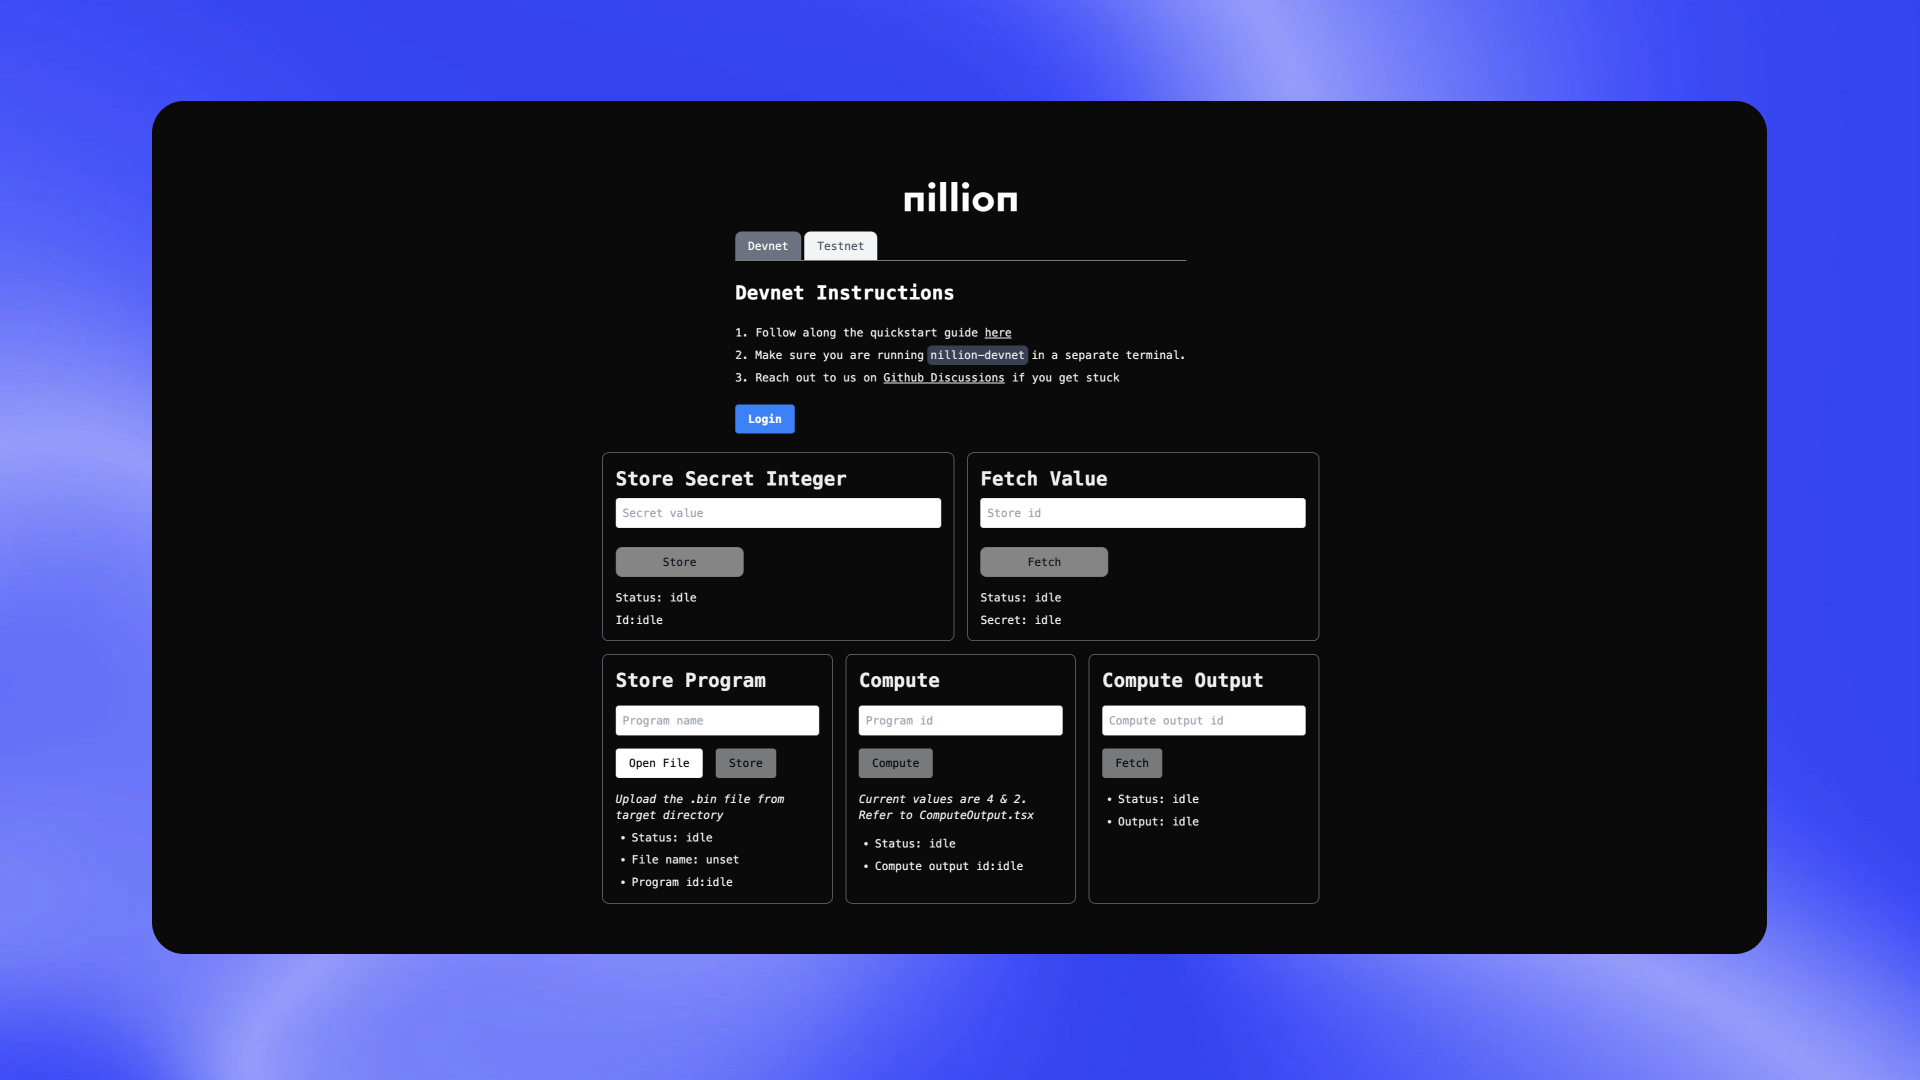 nillion
Devnet
Testnet
Devnet Instructions
1. Follow along the quickstart guide here
2. Make sure you are running nillion-devnet in a separate terminal.
3. Reach out to us on Github Discussions if you get stuck
Login
Store Secret Integer
Secret value
Store
Status: idle
Id:idle
Fetch Value
Store id
Fetch
Status: idle
Secret: idle
Store Program
Program name
Open File
Store
Upload the .bin file from
target directory
• Status: idle
• File name: unset
• Program id:idle
Compute
Program id
Compute
Current values are 4 & 2.
Refer to ComputeOutput.tsx
• Status: idle
• Compute output id:idle
Compute Output
Compute output id
Fetch
• Status: idle
• Output: idle